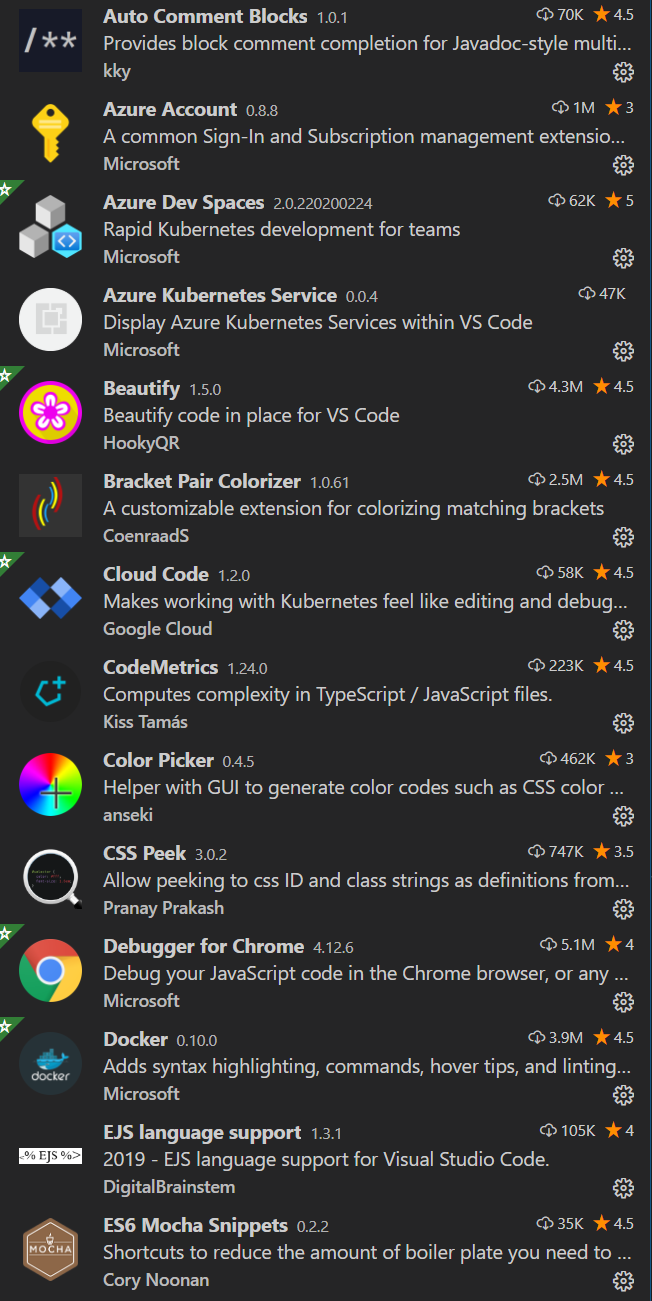 /** Auto Comment Blocks 1.0.1 70K 4.5
Provides block comment completion for Javadoc-style multi...
kky
Azure Account 0.8.8 1M 3
A common Sign-In and Subscription management extensio...
Microsoft
Azure Dev Spaces 2.0.220200224 62K 5
Rapid Kubernetes development for teams
Microsoft
Azure Kubernetes Service 0.0.4 47K
Display Azure Kubernetes Services within VS Code
Microsoft
Beautify 1.5.0 4.3M 4.5
Beautify code in place for VS Code
HookyQR
Bracket Pair Colorizer 1.0.61 2.5M 4.5
A customizable extension for colorizing matching brackets
CoenraadS
Cloud Code 1.2.0 58K 4.5
Makes working with Kubernetes feel like editing and debug...
Google Cloud
CodeMetrics 1.24.0 223K 4.5
Computes complexity in TypeScript / JavaScript files.
Kiss Tamás
Color Picker 0.4.5 462K 3
Helper with GUI to generate color codes such as CSS color ...
anseki
CSS Peek 3.0.2 747K 3.5
Allow peeking to css ID and class strings as definitions from...
Pranay Prakash
Debugger for Chrome 4.12.6 5.1M 4
Debug your JavaScript code in the Chrome browser, or any ...
Microsoft
Docker 0.10.0 3.9M 4.5
Adds syntax highlighting, commands, hover tips, and linting...
docker Microsoft
EJS language support 1.3.1 105K 4
<% EJS %> 2019 - EJS language support for Visual Studio Code.
DigitalBrainstem
ES6 Mocha Snippets 0.2.2 35K 4.5
MOCHA Shortcuts to reduce the amount of boiler plate you need to ...
Cory Noonan